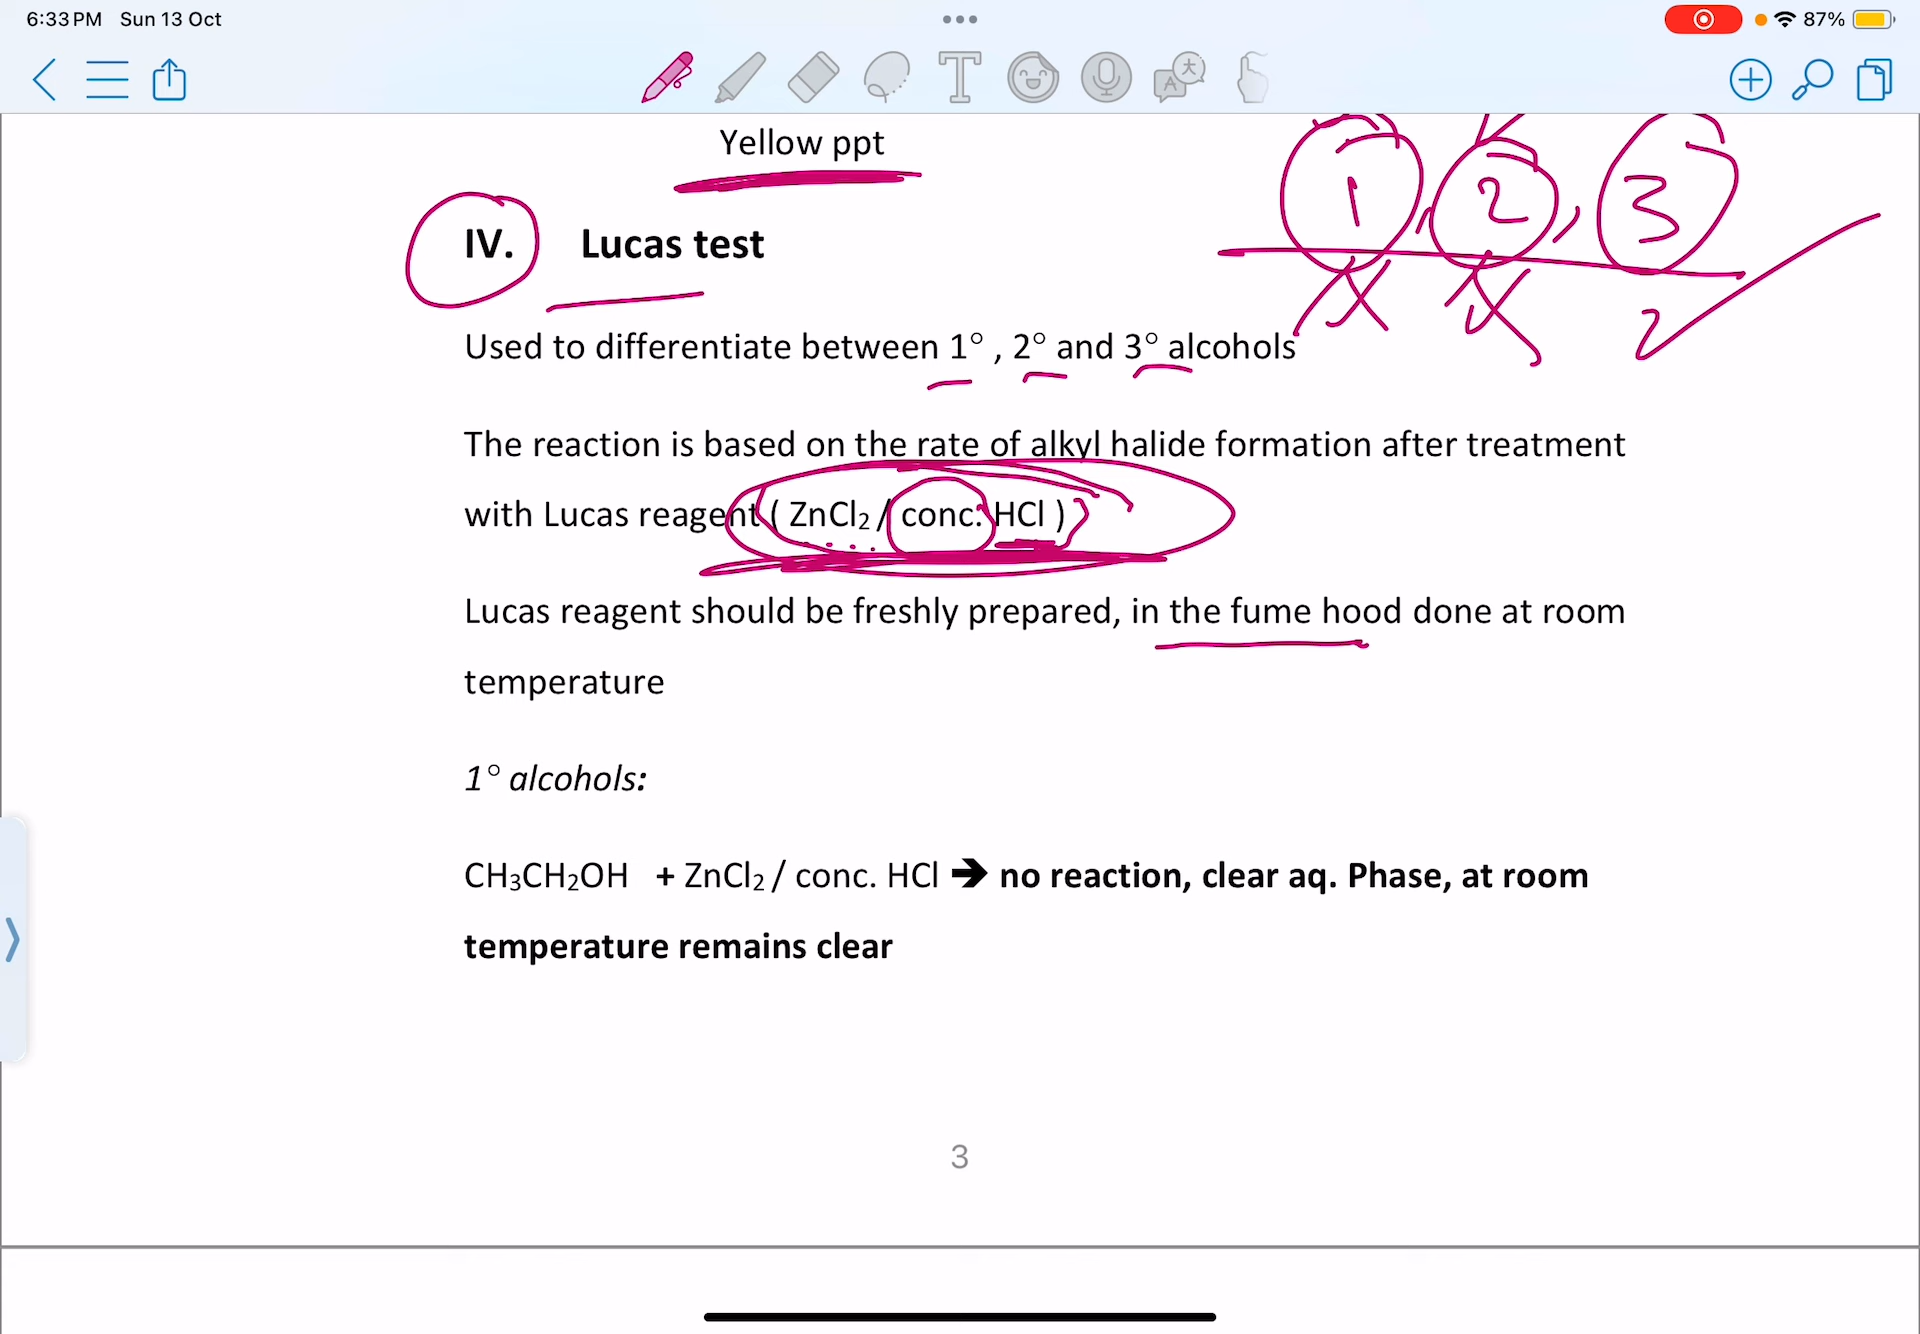 6:33 PM Sun 13 Oct
87%
Yellow ppt
1, 2, 3
IV. Lucas test
Used to differentiate between 1° , 2° and 3° alcohols
The reaction is based on the rate of alkyl halide formation after treatment
with Lucas reagent ( ZnCl₂ / conc. HCl )
Lucas reagent should be freshly prepared, in the fume hood done at room
temperature
1° alcohols:
CH₃CH₂OH + ZnCl₂ / conc. HCl ➔ no reaction, clear aq. Phase, at room
temperature remains clear
3